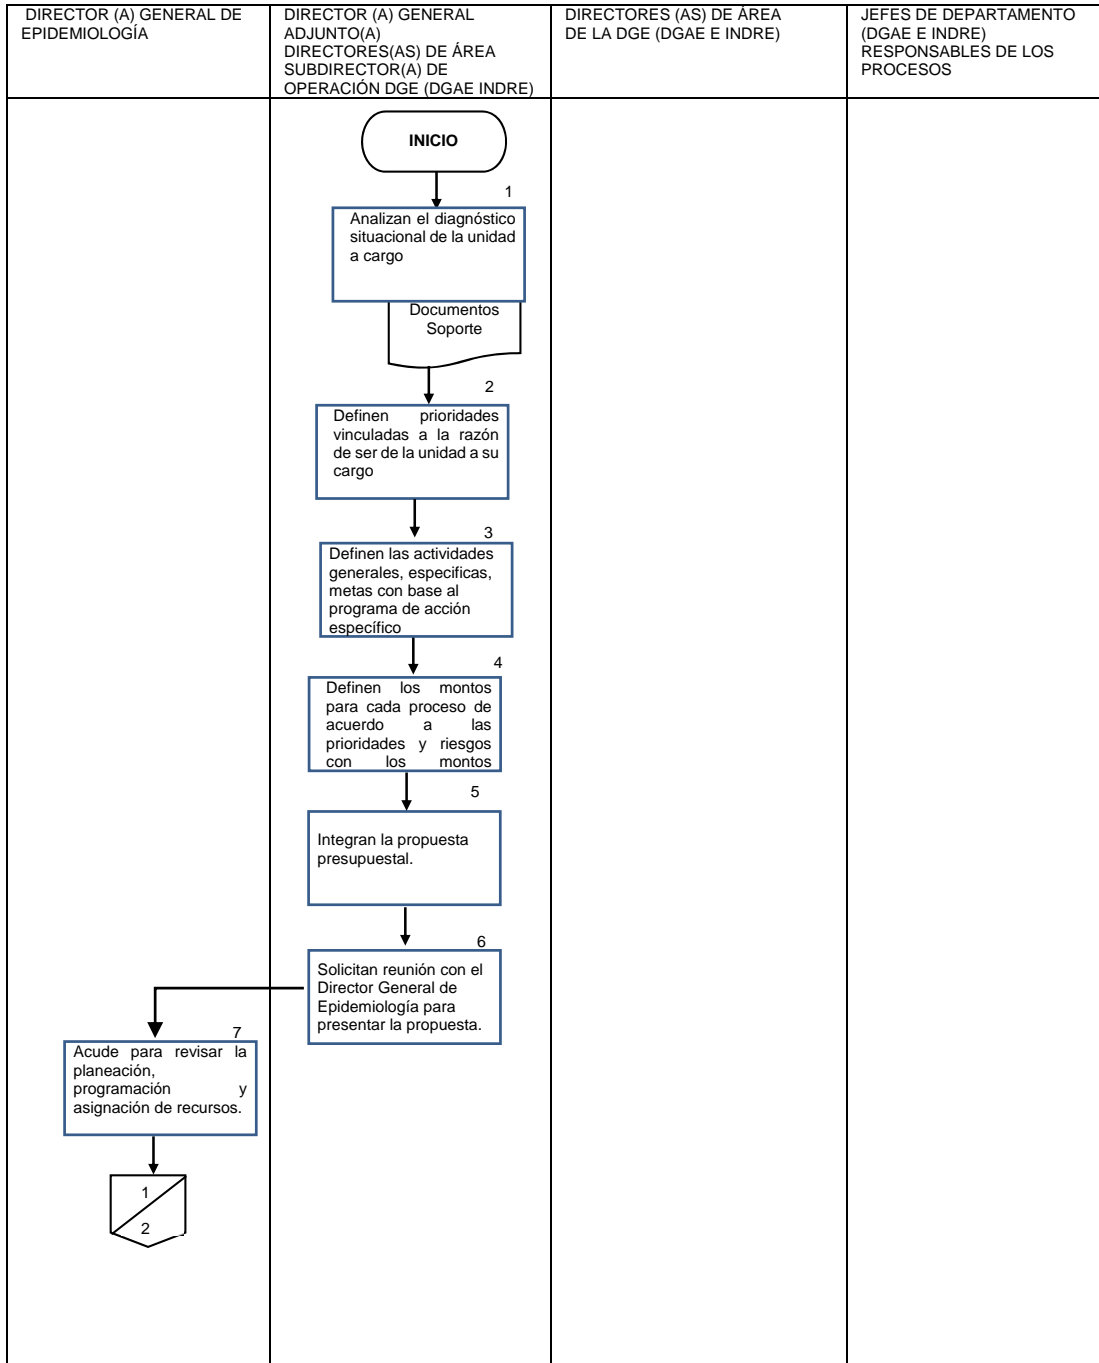 DIRECTOR (A) GENERAL DE
EPIDEMIOLOGÍA
DIRECTOR (A) GENERAL
ADJUNTO(A)
DIRECTORES(AS) DE ÁREA
SUBDIRECTOR(A) DE
OPERACIÓN DGE (DGAE INDRE)
DIRECTORES (AS) DE ÁREA
DE LA DGE (DGAE E INDRE)
JEFES DE DEPARTAMENTO
(DGAE E INDRE)
RESPONSABLES DE LOS
PROCESOS
INICIO
1
Analizan el diagnóstico
situacional de la unidad
a cargo
Documentos
Soporte
2
Definen prioridades
vinculadas a la razón
de ser de la unidad a su
cargo
3
Definen las actividades
generales, especificas,
metas con base al
programa de acción
específico
4
Definen los montos
para cada proceso de
acuerdo a las
prioridades y riesgos
con los montos
5
Integran la propuesta
presupuestal.
6
Solicitan reunión con el
Director General de
Epidemiología para
presentar la propuesta.
7
Acude para revisar la
planeación,
programación y
asignación de recursos.
1
2